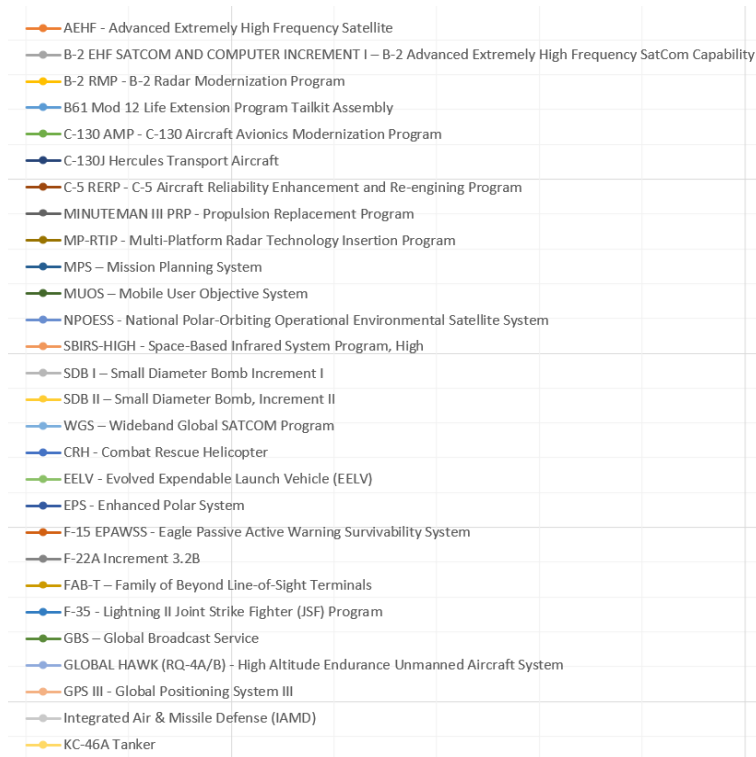 AEHF - Advanced Extremely High Frequency Satellite
B-2 EHF SATCOM AND COMPUTER INCREMENT I – B-2 Advanced Extremely High Frequency SatCom Capability
B-2 RMP - B-2 Radar Modernization Program
B61 Mod 12 Life Extension Program Tailkit Assembly
C-130 AMP - C-130 Aircraft Avionics Modernization Program
C-130J Hercules Transport Aircraft
C-5 RERP - C-5 Aircraft Reliability Enhancement and Re-engining Program
MINUTEMAN III PRP - Propulsion Replacement Program
MP-RTIP - Multi-Platform Radar Technology Insertion Program
MPS – Mission Planning System
MUOS – Mobile User Objective System
NPOESS - National Polar-Orbiting Operational Environmental Satellite System
SBIRS-HIGH - Space-Based Infrared System Program, High
SDB I – Small Diameter Bomb Increment I
SDB II – Small Diameter Bomb, Increment II
WGS – Wideband Global SATCOM Program
CRH - Combat Rescue Helicopter
EELV - Evolved Expendable Launch Vehicle (EELV)
EPS - Enhanced Polar System
F-15 EPAWSS - Eagle Passive Active Warning Survivability System
F-22A Increment 3.2B
FAB-T – Family of Beyond Line-of-Sight Terminals
F-35 - Lightning II Joint Strike Fighter (JSF) Program
GBS – Global Broadcast Service
GLOBAL HAWK (RQ-4A/B) - High Altitude Endurance Unmanned Aircraft System
GPS III - Global Positioning System III
Integrated Air & Missile Defense (IAMD)
KC-46A Tanker